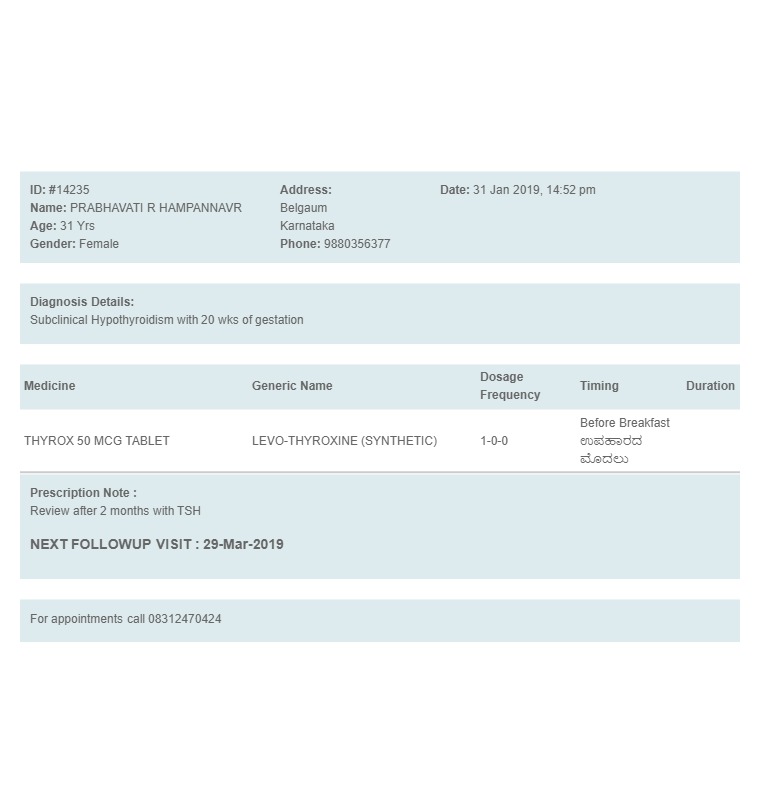 ID: #14235
Name: PRABHAVATI R HAMPANNAVR
Age: 31 Yrs
Gender: Female
Address:
Belgaum
Karnataka
Phone: 9880356377
Date: 31 Jan 2019, 14:52 pm
Diagnosis Details:
Subclinical Hypothyroidism with 20 wks of gestation
Medicine Generic Name Dosage Frequency Timing Duration
THYROX 50 MCG TABLET LEVO-THYROXINE (SYNTHETIC) 1-0-0 Before Breakfast
ಉಪಹಾರದ
ಮೊದಲು
Prescription Note :
Review after 2 months with TSH
NEXT FOLLOWUP VISIT : 29-Mar-2019
For appointments call 08312470424